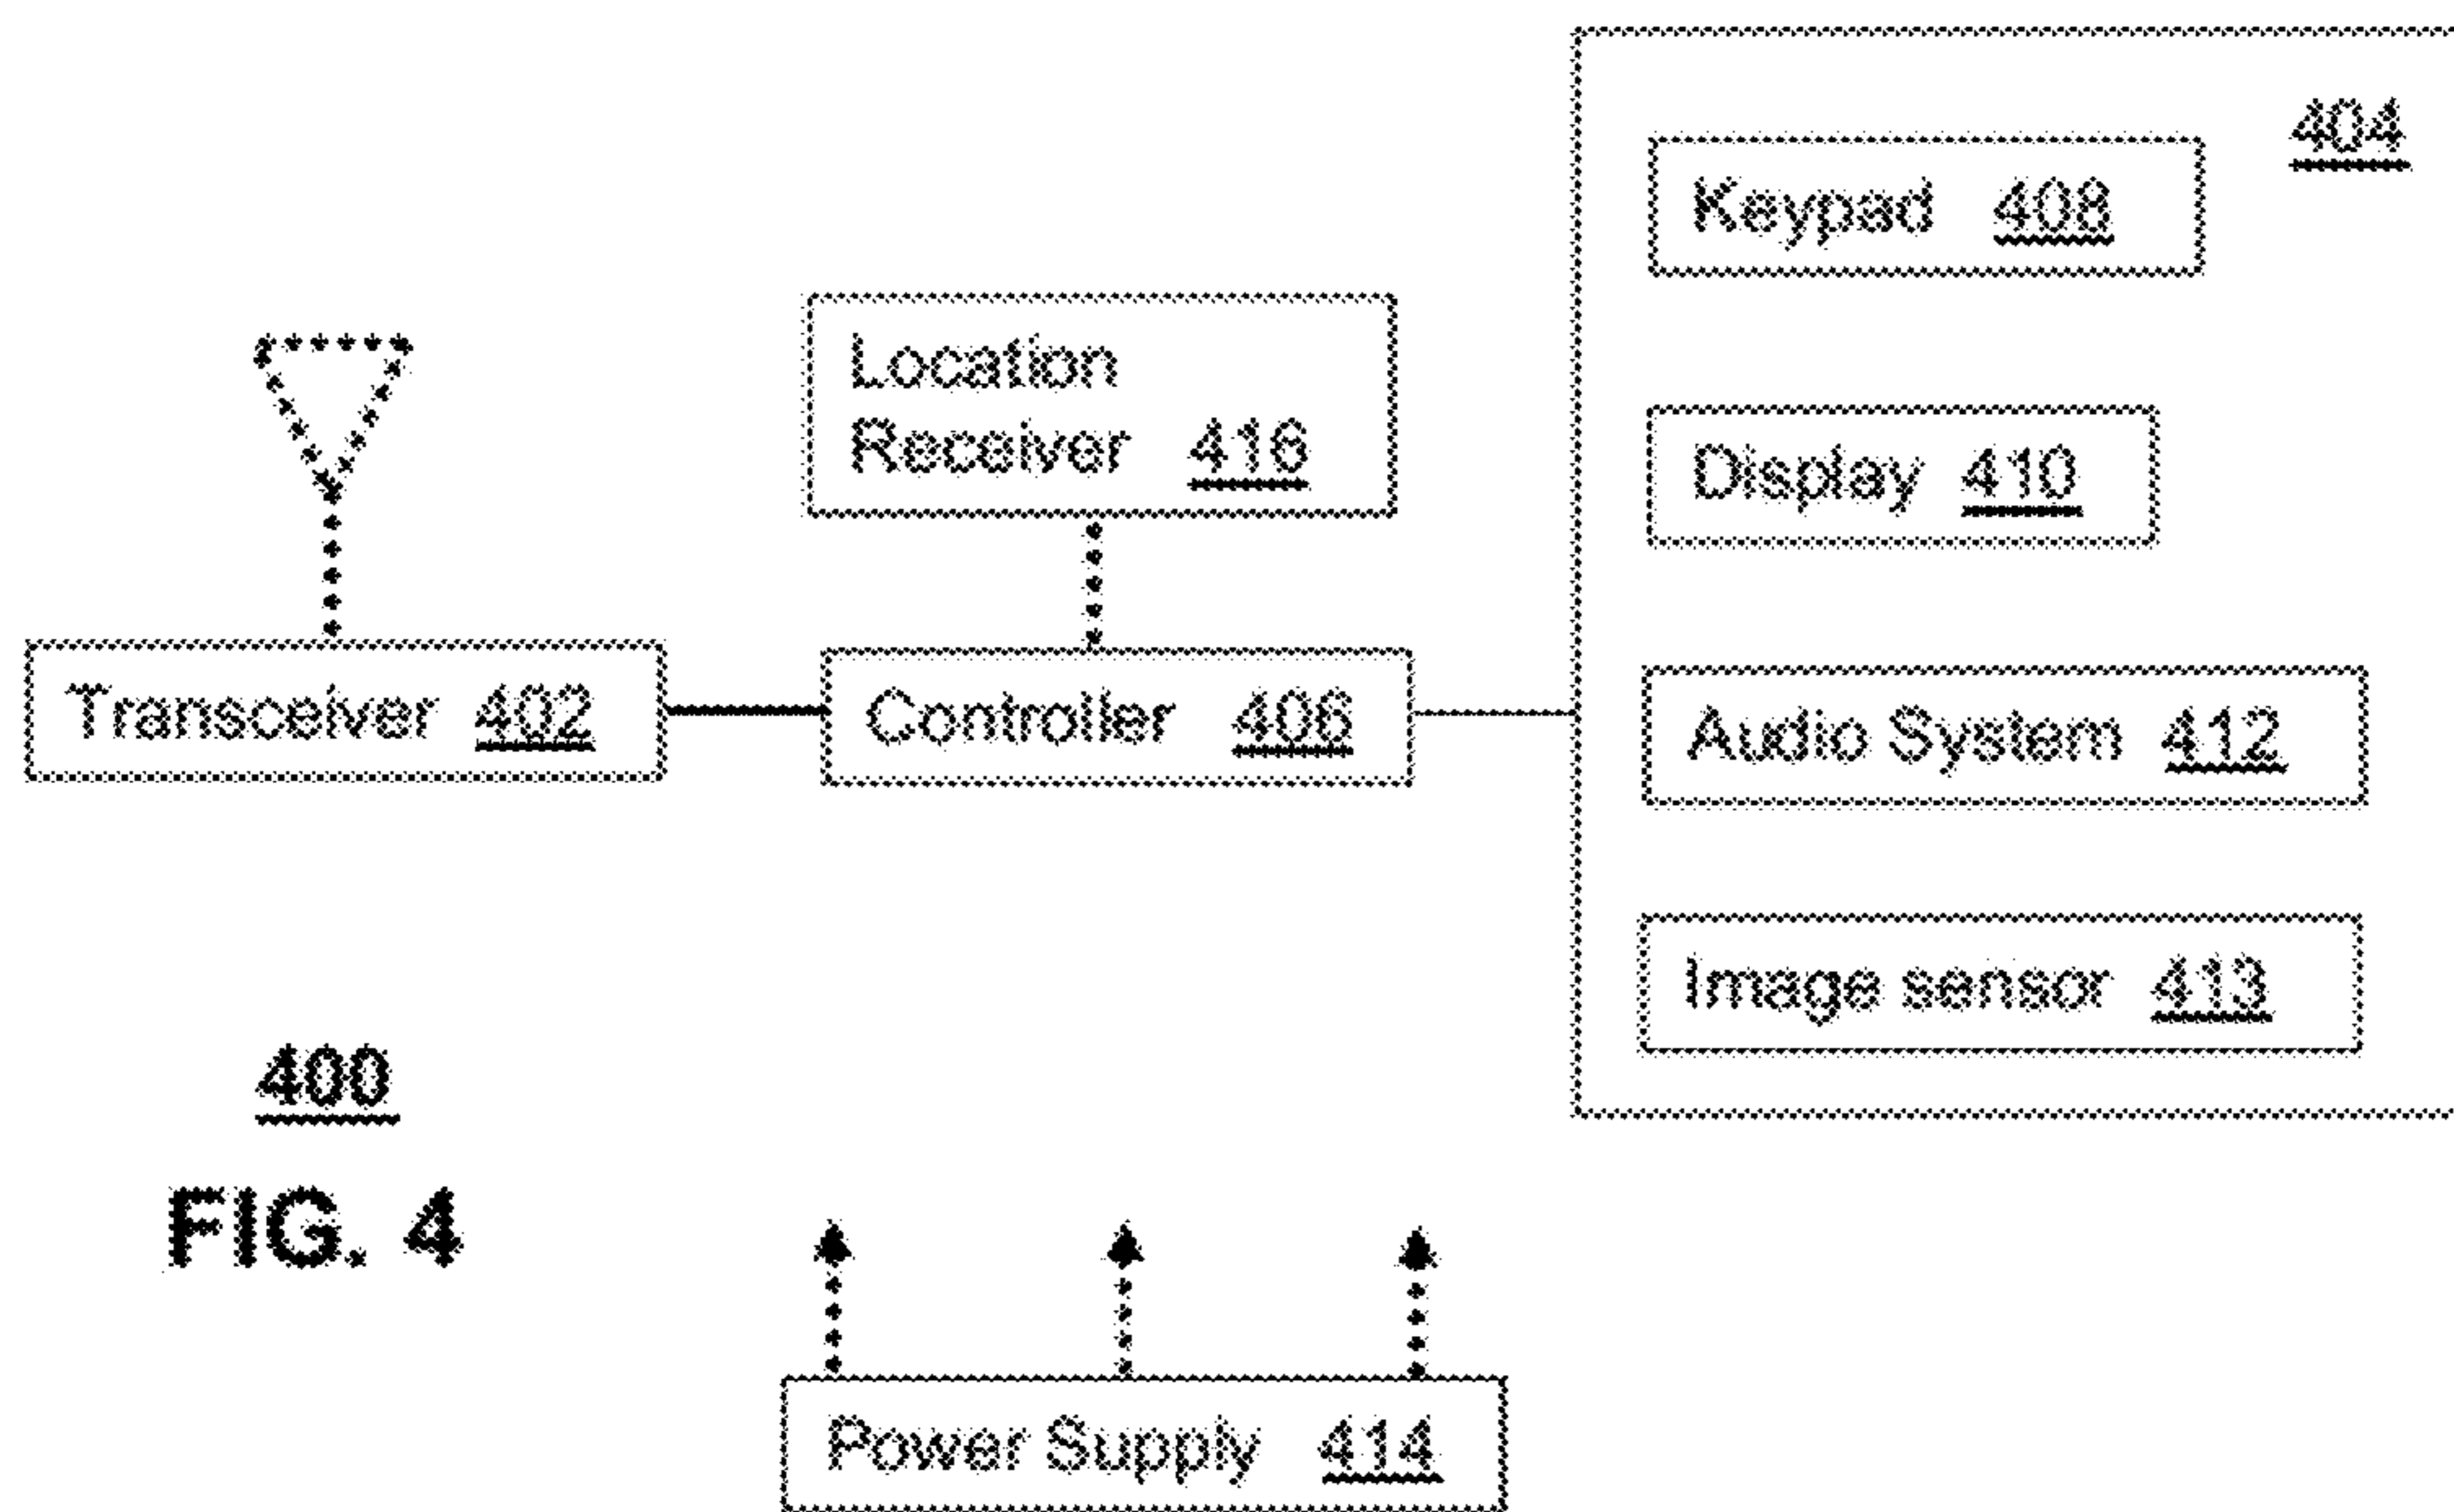 404
Keypad 408
Location
Receiver 416
Display 410
Transceiver 402
Controller 406
Audio System 412
Image sensor 413
400
FIG. 4
Power Supply 414